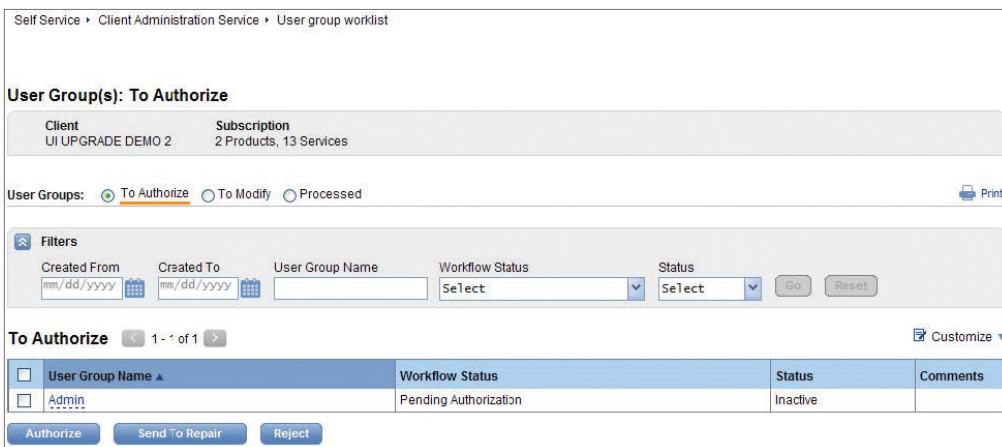 Self Service ▸ Client Administration Service ▸ User group worklist
User Group(s): To Authorize
Client Subscription
UI UPGRADE DEMO 2 2 Products, 13 Services
User Groups: To Authorize To Modify Processed Print
Filters
Created From Created To User Group Name Workflow Status Status
mm/dd/yyyy mm/dd/yyyy Select Select Go Reset
To Authorize 1 - 1 of 1 Customize
User Group Name Workflow Status Status Comments
Admin Pending Authorization Inactive
Authorize Send To Repair Reject